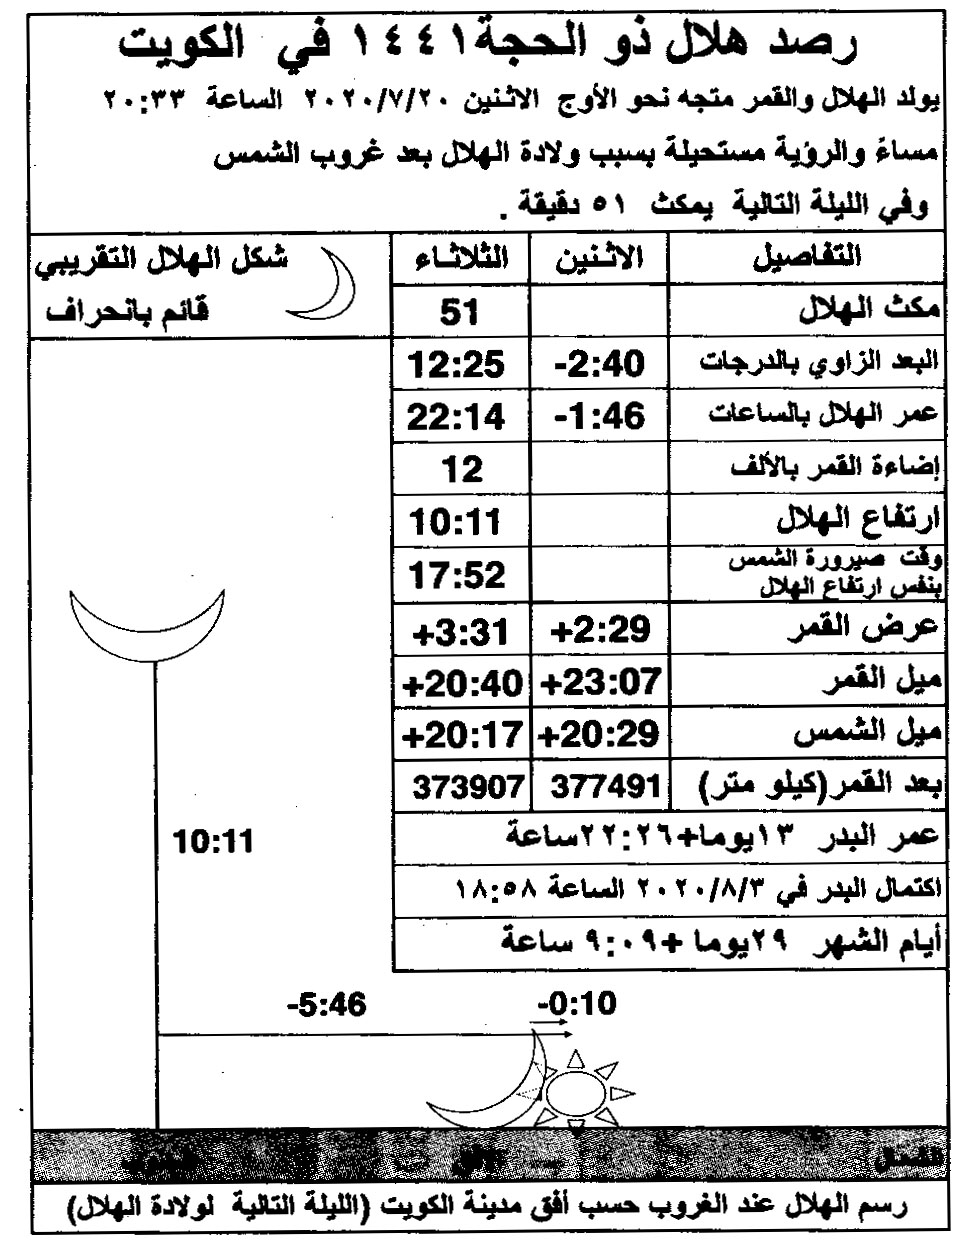 رصد هلال ذو الحجة ١٤٤١ في الكويت
يولد الهلال والقمر متجه نحو الأوج الاثنين ٢٠٢٠/٧/٢٠ الساعة ٢٠:٣٣
مساءً والرؤية مستحيلة بسبب ولادة الهلال بعد غروب الشمس
وفي الليلة التالية يمكث ٥١ دقيقة .
التفاصيل الاثنين الثلاثاء
شكل الهلال التقريبي
قائم بانحراف
مكث الهلال 51
البعد الزاوي بالدرجات -2:40 12:25
عمر الهلال بالساعات -1:46 22:14
إضاءة القمر بالألف 12
ارتفاع الهلال 10:11
وقت صيرورة الشمس
بنفس ارتفاع الهلال 17:52
عرض القمر +2:29 +3:31
ميل القمر +23:07 +20:40
ميل الشمس +20:29 +20:17
بعد القمر(كيلو متر) 377491 373907
عمر البدر ١٣يوما+٢٢:٢٦ساعة
اكتمال البدر في ٢٠٢٠/٨/٣ الساعة ١٨:٥٨
أيام الشهر ٢٩يوما +٩:٠٩ ساعة
10:11
-5:46 -0:10
رسم الهلال عند الغروب حسب أفق مدينة الكويت (الليلة التالية لولادة الهلال)